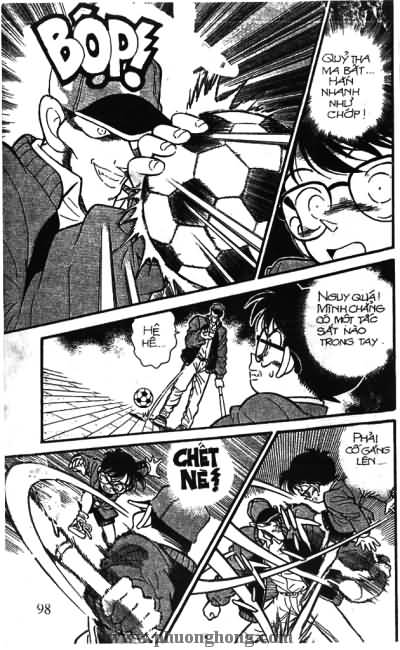 BỘP!
QUỶ THA
MA BẮT...
HẮN
NHANH
NHƯ
CHỚP!
NGUY QUÁ!
MÌNH CHẲNG
CÓ MỘT TẤC
SẮT NÀO
TRONG TAY.
HÊ
HÊ...
CHẾT
NÈ!
PHẢI
CỐ GẮNG
LÊN...
98
www.phuonghong.com